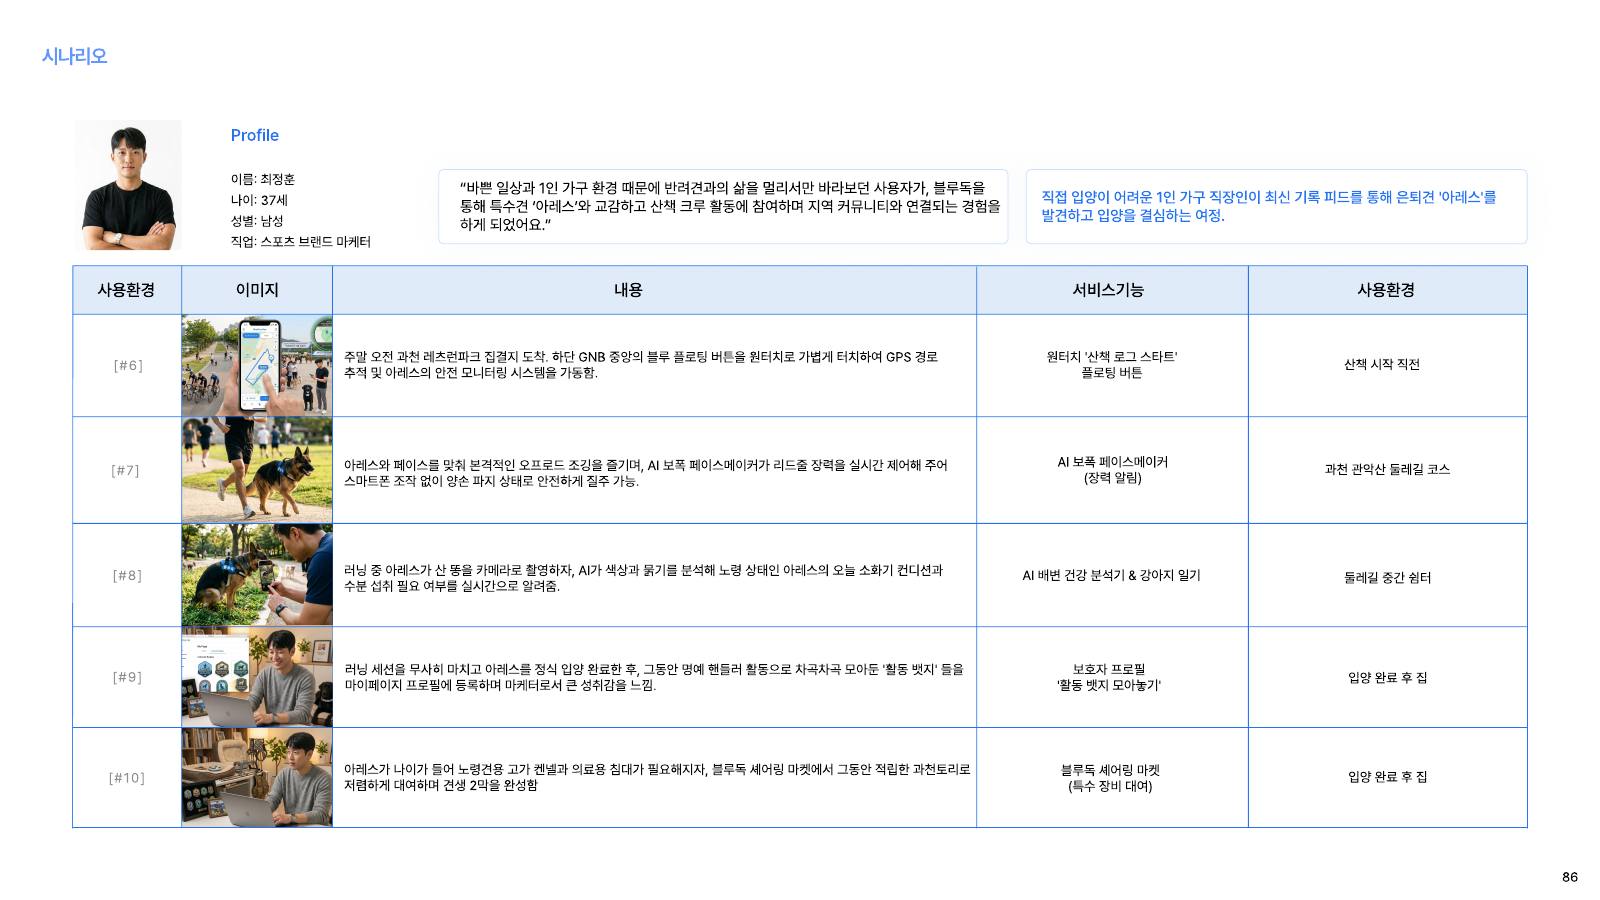 시나리오
Profile
이름: 최정훈
나이: 37세
성별: 남성
직업: 스포츠 브랜드 마케터
“바쁜 일상과 1인 가구 환경 때문에 반려견과의 삶을 멀리서만 바라보던 사용자가, 블루독을
통해 특수견 ‘아레스’와 교감하고 산책 크루 활동에 참여하며 지역 커뮤니티와 연결되는 경험을
하게 되었어요.”
직접 입양이 어려운 1인 가구 직장인이 최신 기록 피드를 통해 은퇴견 '아레스'를
발견하고 입양을 결심하는 여정.
사용환경
이미지
내용
서비스기능
사용환경
[#6]
주말 오전 과천 레츠런파크 집결지 도착. 하단 GNB 중앙의 블루 플로팅 버튼을 원터치로 가볍게 터치하여 GPS 경로
추적 및 아레스의 안전 모니터링 시스템을 가동함.
원터치 '산책 로그 스타트'
플로팅 버튼
산책 시작 직전
[#7]
아레스와 페이스를 맞춰 본격적인 오프로드 조깅을 즐기며, AI 보폭 페이스메이커가 리드줄 장력을 실시간 제어해 주어
스마트폰 조작 없이 양손 파지 상태로 안전하게 질주 가능.
AI 보폭 페이스메이커
(장력 알림)
과천 관악산 둘레길 코스
[#8]
러닝 중 아레스가 산 똥을 카메라로 촬영하자, AI가 색상과 묽기를 분석해 노령 상태인 아레스의 오늘 소화기 컨디션과
수분 섭취 필요 여부를 실시간으로 알려줌.
AI 배변 건강 분석기 & 강아지 일기
둘레길 중간 쉼터
[#9]
러닝 세션을 무사히 마치고 아레스를 정식 입양 완료한 후, 그동안 명예 핸들러 활동으로 차곡차곡 모아둔 '활동 뱃지' 들을
마이페이지 프로필에 등록하며 마케터로서 큰 성취감을 느낌.
보호자 프로필
'활동 뱃지 모아놓기'
입양 완료 후 집
[#10]
아레스가 나이가 들어 노령견용 고가 켄넬과 의료용 침대가 필요해지자, 블루독 셰어링 마켓에서 그동안 적립한 과천토리로
저렴하게 대여하며 견생 2막을 완성함
블루독 셰어링 마켓
(특수 장비 대여)
입양 완료 후 집
86